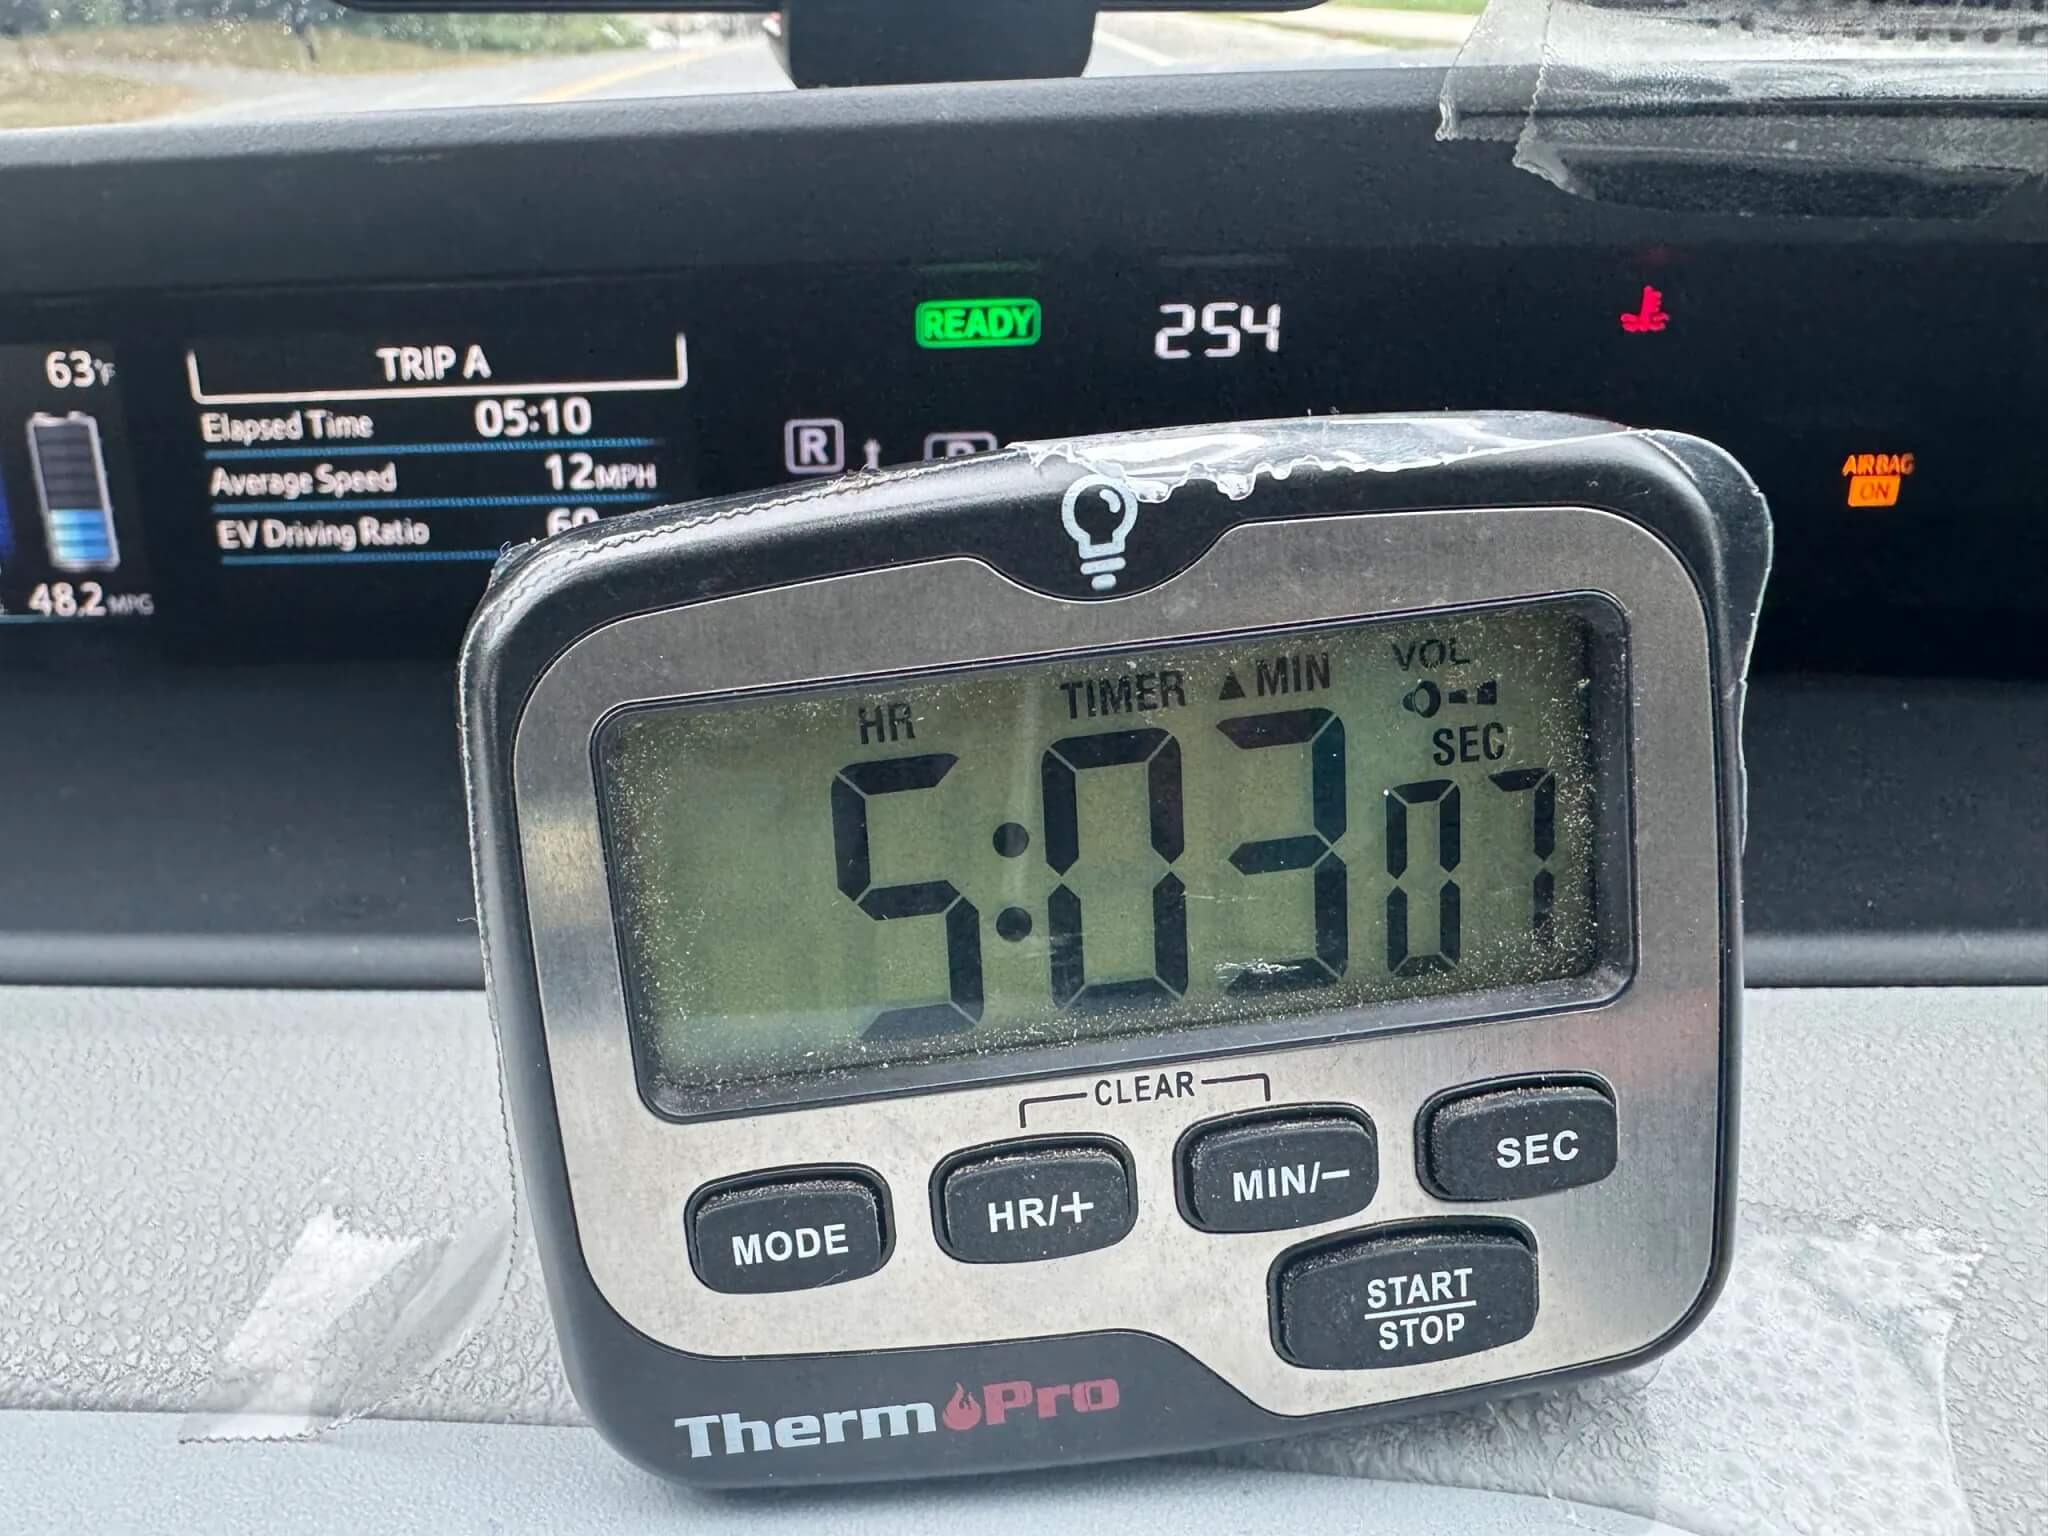 63°F
TRIP A
Elapsed Time 05:10
Average Speed 12MPH
EV Driving Ratio
48.2 MPG
READY
254
R
AIRBAG
ON
HR TIMER ▲MIN VOL
SEC
5:03 07
CLEAR
MODE HR/+ MIN/− SEC
START
STOP
ThermoPro